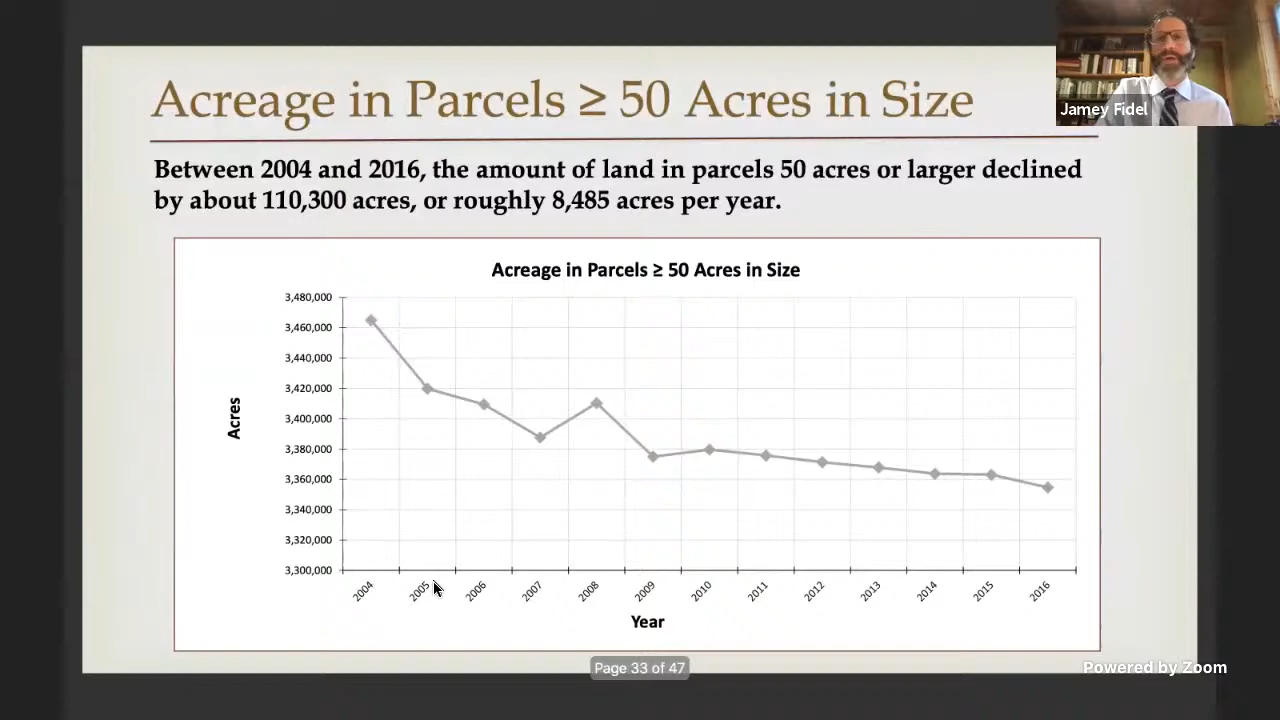 Acreage in Parcels ≥ 50 Acres in Size
Jamey Fidel
Between 2004 and 2016, the amount of land in parcels 50 acres or larger declined
by about 110,300 acres, or roughly 8,485 acres per year.
Acreage in Parcels ≥ 50 Acres in Size
3,480,000
3,460,000
3,440,000
3,420,000
3,400,000
3,380,000
3,360,000
3,340,000
3,320,000
3,300,000
Acres
2004 2005 2006 2007 2008 2009 2010 2011 2012 2013 2014 2015 2016
Year
Page 33 of 47
Powered by Zoom